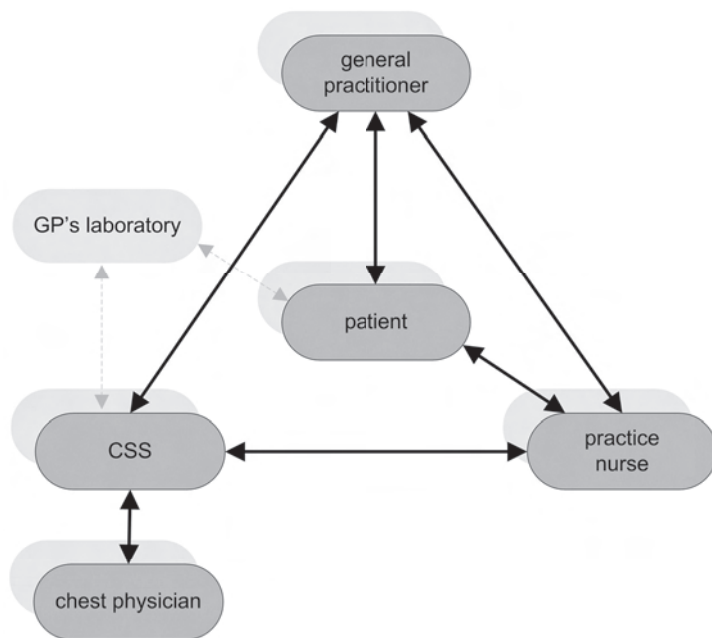 general
practitioner
GP's laboratory
patient
CSS
practice
nurse
chest physician